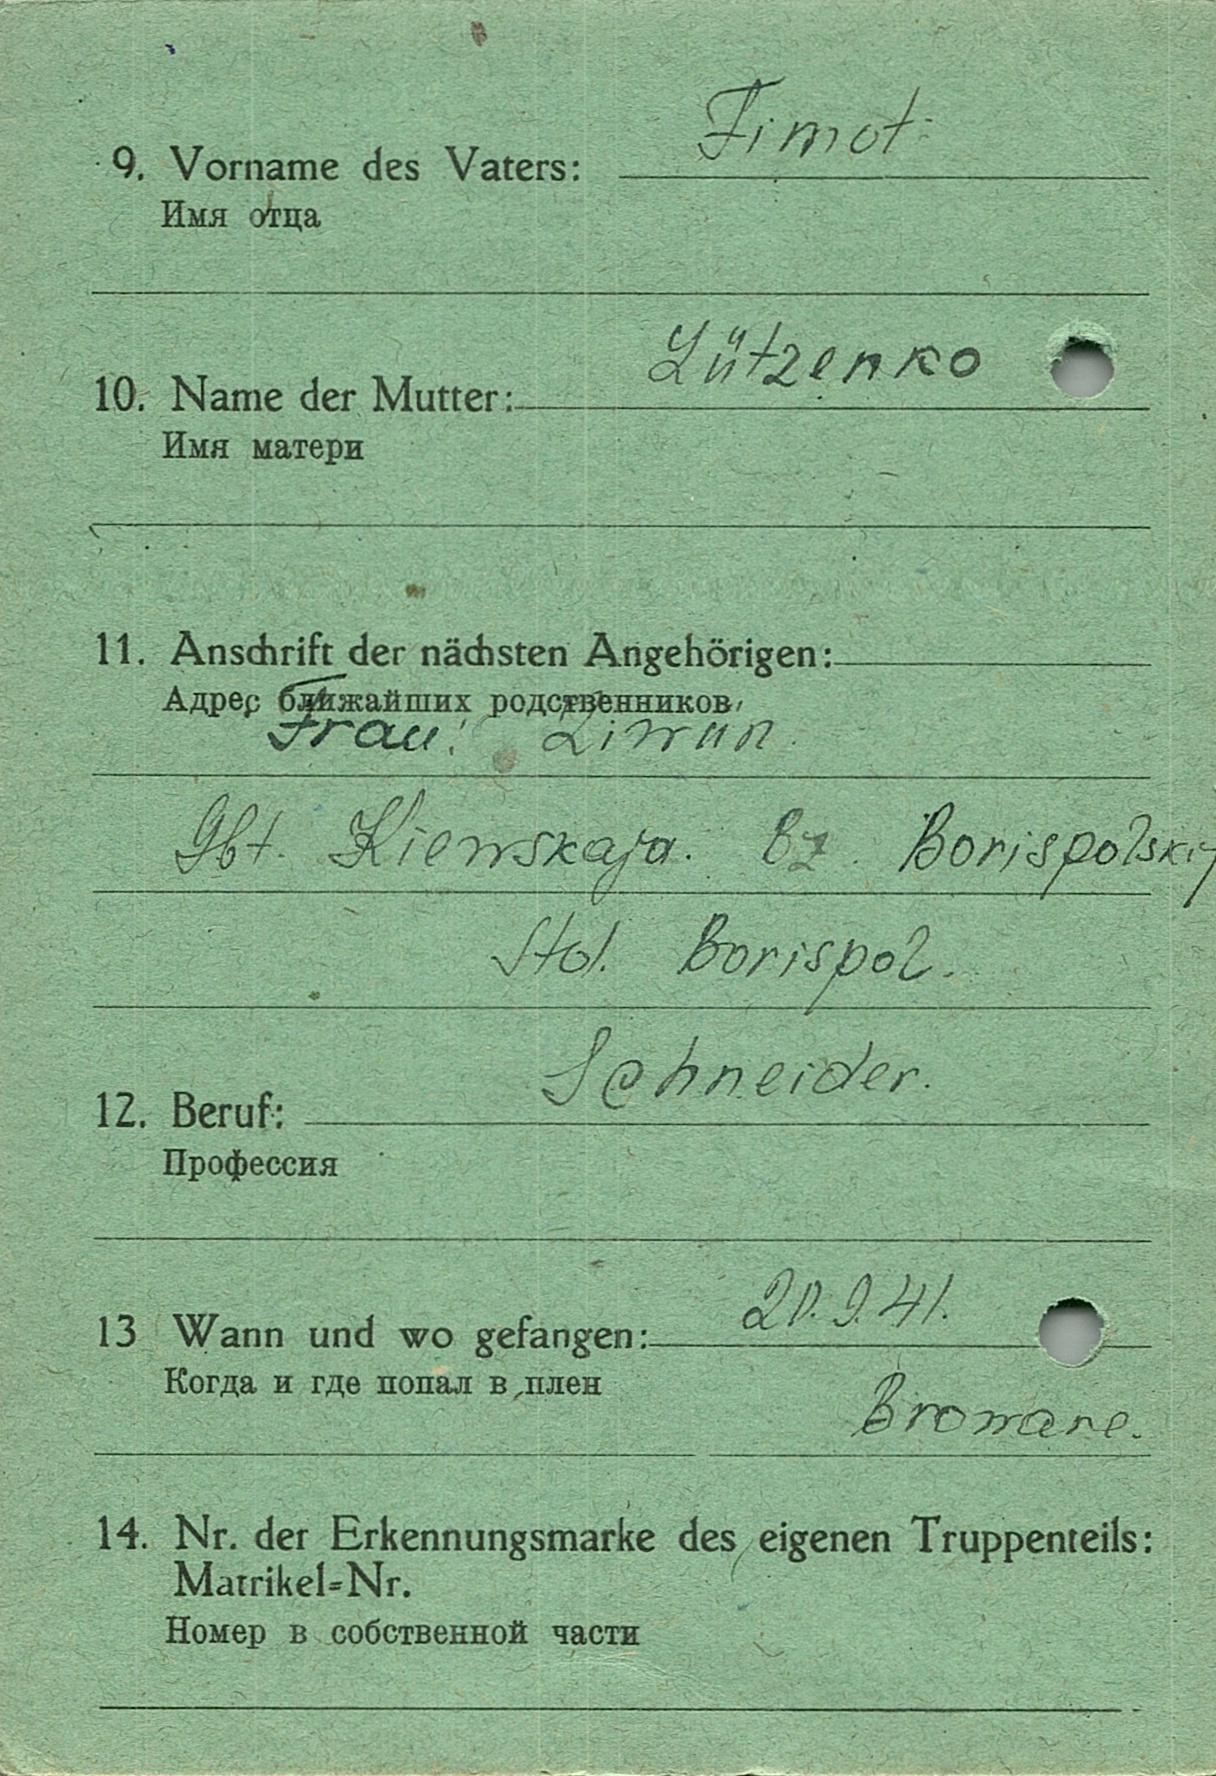 9. Vorname des Vaters: Timot.
Имя отца
10. Name der Mutter: Lützenko
Имя матери
11. Anschrift der nächsten Angehörigen:
Адрес ближайших родственников
Frau: Liwun.
Gbt. Kiewskaja. Bz. Borispolskij
Stol. Borispol.
12. Beruf: Schneider.
Профессия
13 Wann und wo gefangen: 20.9.41.
Когда и где попал в плен
Broware.
14. Nr. der Erkennungsmarke des eigenen Truppenteils:
Matrikel=Nr.
Номер в собственной части